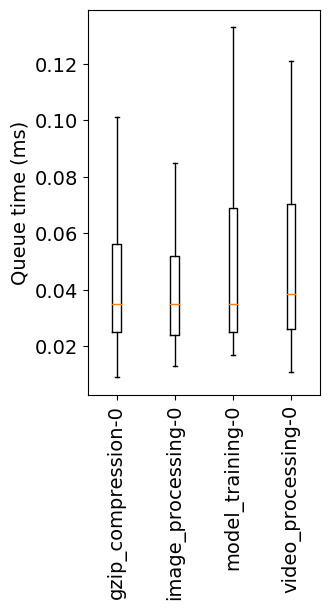 Queue time (ms)
0.12
0.10
0.08
0.06
0.04
0.02
gzip_compression-0
image_processing-0
model_training-0
video_processing-0